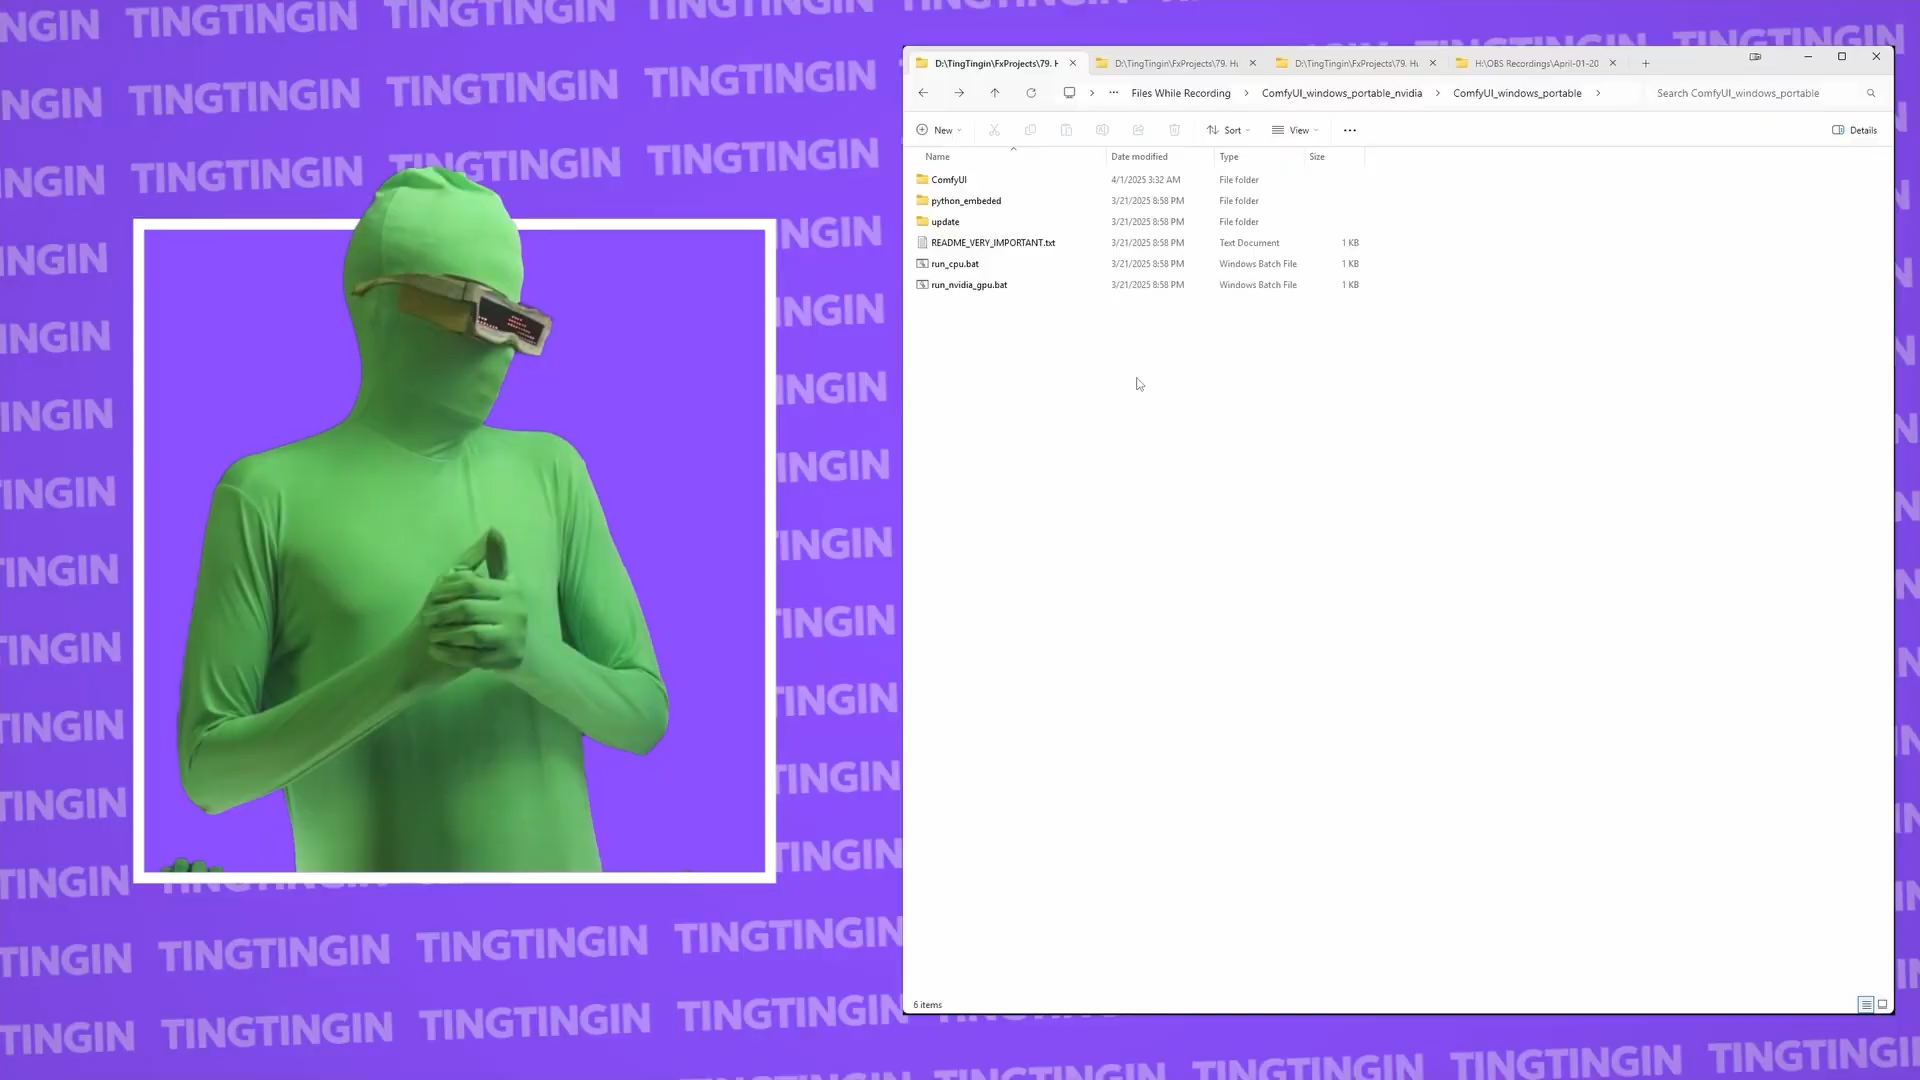 TINGTINGIN
D:\TingTingin\FxProjects\79. H
D:\TingTingin\FxProjects\79. Hu
D:\TingTingin\FxProjects\79. Hu
H:\OBS Recordings\April-01-20
Files While Recording
ComfyUI_windows_portable_nvidia
ComfyUI_windows_portable
Search ComfyUI_windows_portable
New
Sort
View
Details
Name
Date modified
Type
Size
ComfyUI
4/1/2025 3:32 AM
File folder
python_embeded
3/21/2025 8:58 PM
File folder
update
3/21/2025 8:58 PM
File folder
README_VERY_IMPORTANT.txt
3/21/2025 8:58 PM
Text Document
1 KB
run_cpu.bat
3/21/2025 8:58 PM
Windows Batch File
1 KB
run_nvidia_gpu.bat
3/21/2025 8:58 PM
Windows Batch File
1 KB
6 items